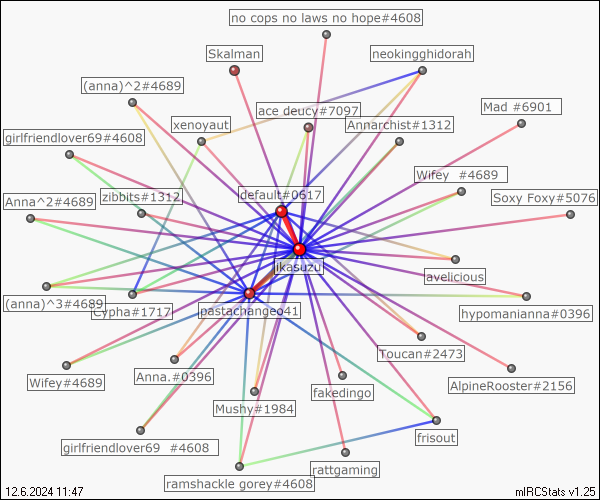 no cops no laws no hope#4608
Skalman
neokingghidorah
(anna)^2#4689
ace_deucy#7097
Mad #6901
xenoyaut
Annarchist#1312
girlfriendlover69#4608
Wifey #4689
default#0617
zibbits#1312
Soxy Foxy#5076
Anna^2#4689
jkasuzu
avelicious
(anna)^3#4689
Cypha#1717
pastachangeo41
hypomanianna#0396
Toucan#2473
Wifey#4689
Anna.#0396
fakedingo
AlpineRooster#2156
Mushy#1984
girlfriendlover69 #4608
frisout
rattgaming
ramshackle gorey#4608
12.6.2024 11:47
mIRCStats v1.25